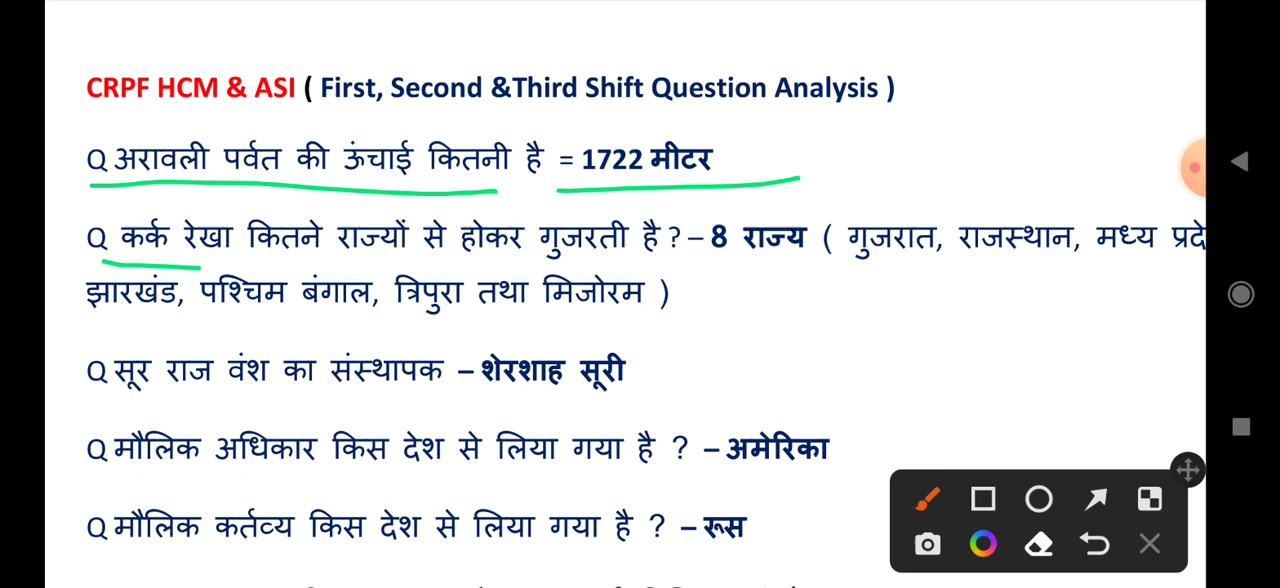 CRPF HCM & ASI ( First, Second &Third Shift Question Analysis )
Q अरावली पर्वत की ऊंचाई कितनी है = 1722 मीटर
Q कर्क रेखा कितने राज्यों से होकर गुजरती है? – 8 राज्य ( गुजरात, राजस्थान, मध्य प्रदे
झारखंड, पश्चिम बंगाल, त्रिपुरा तथा मिजोरम )
Q सूर राज वंश का संस्थापक – शेरशाह सूरी
Q मौलिक अधिकार किस देश से लिया गया है ? – अमेरिका
Q मौलिक कर्तव्य किस देश से लिया गया है ? – रूस